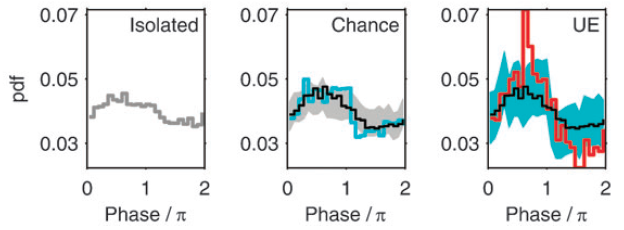 0.07
0.05
0.03
pdf
Isolated
0 1 2
Phase / π
0.07
0.05
0.03
Chance
0 1 2
Phase / π
0.07
0.05
0.03
UE
0 1 2
Phase / π